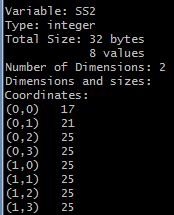 Variable: SS2
Type: integer
Total Size: 32 bytes
8 values
Number of Dimensions: 2
Dimensions and sizes:
Coordinates:
(0,0) 17
(0,1) 21
(0,2) 25
(0,3) 25
(1,0) 25
(1,1) 25
(1,2) 25
(1,3) 25